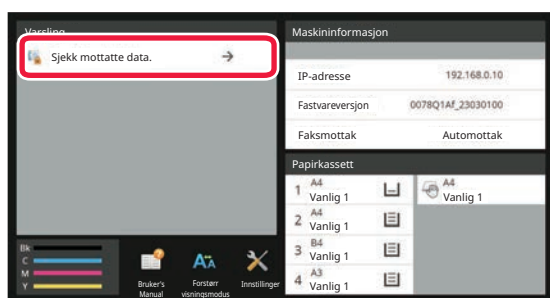 Varsling
Sjekk mottatte data.
Maskininformasjon
IP-adresse 192.168.0.10
Fastvareversjon 0078Q1Af_23030100
Faksmottak Automottak
Papirkassett
1 A4
Vanlig 1
A4
Vanlig 1
2 A4
Vanlig 1
3 B4
Vanlig 1
4 A3
Vanlig 1
Bk
C
M
Y
Bruker's
Manual
Forstørr
visningsmodus
Innstillinger